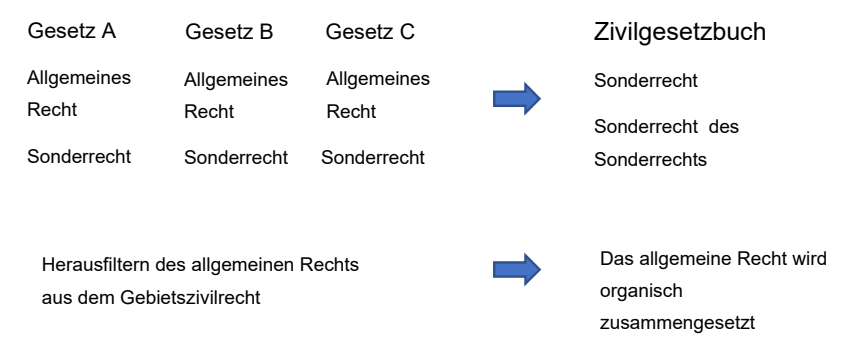 Gesetz A Gesetz B Gesetz C Zivilgesetzbuch
Allgemeines Allgemeines Allgemeines Sonderrecht
Recht Recht Recht
Sonderrecht des
Sonderrecht Sonderrecht Sonderrecht Sonderrechts
Herausfiltern des allgemeinen Rechts
aus dem Gebietszivilrecht
Das allgemeine Recht wird
organisch
zusammengesetzt